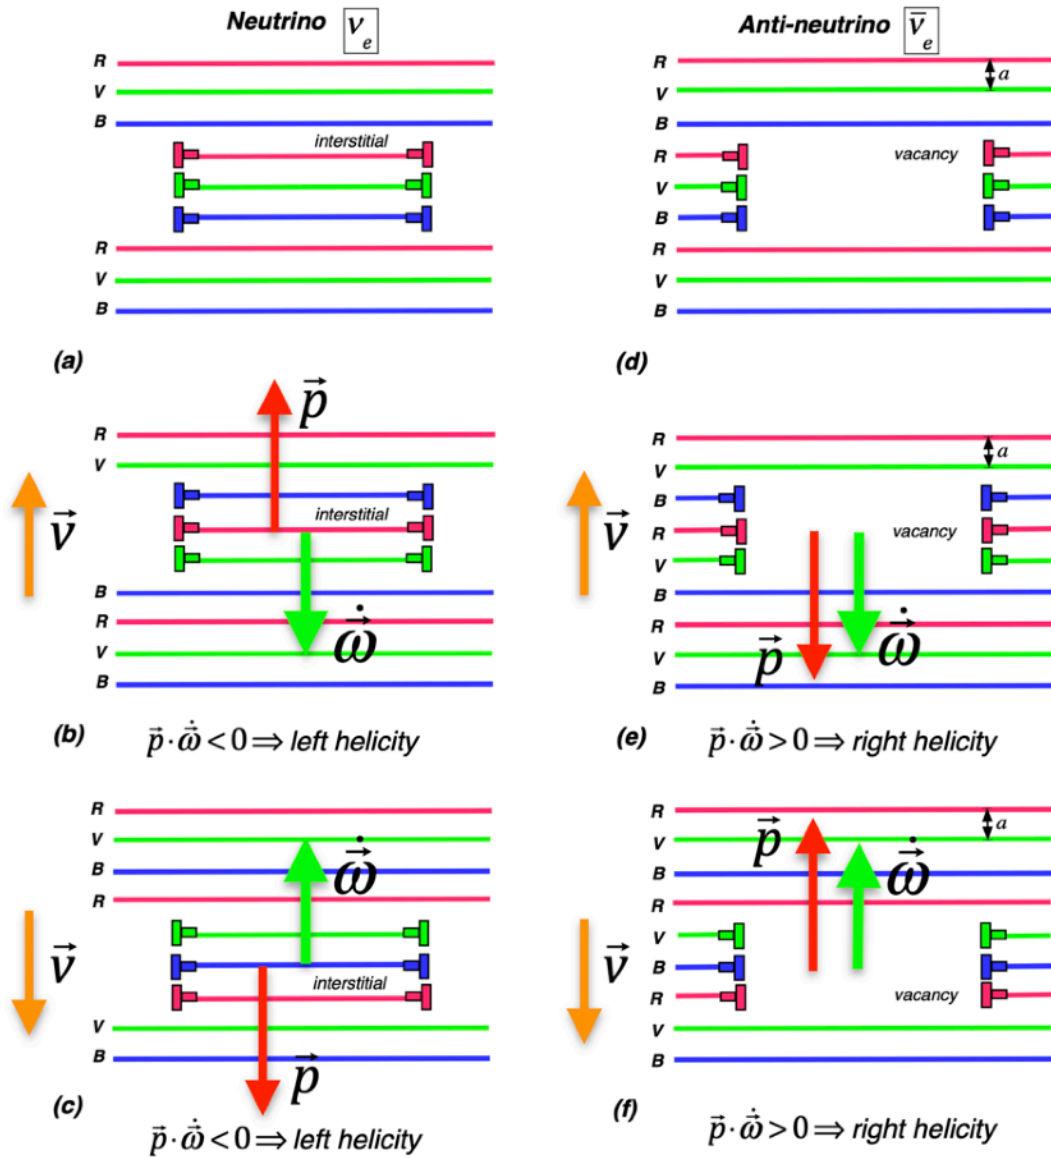 Neutrino ν_e
R
V
B
interstitial
R
V
B
(a)
Anti-neutrino ν̄_e
R
a
V
B
R
vacancy
V
B
R
V
B
(d)
p⃗
R
V
v⃗
interstitial
B
R
V
ω⃗̇
B
(b)
p⃗ · ω⃗̇ < 0 ⇒ left helicity
R
a
V
v⃗
B
R
vacancy
V
B
R
p⃗
ω⃗̇
V
B
(e)
p⃗ · ω⃗̇ > 0 ⇒ right helicity
R
V
ω⃗̇
B
R
v⃗
interstitial
V
B
p⃗
(c)
p⃗ · ω⃗̇ < 0 ⇒ left helicity
R
a
p⃗
V
ω⃗̇
B
R
V
v⃗
B
R
vacancy
V
B
(f)
p⃗ · ω⃗̇ > 0 ⇒ right helicity